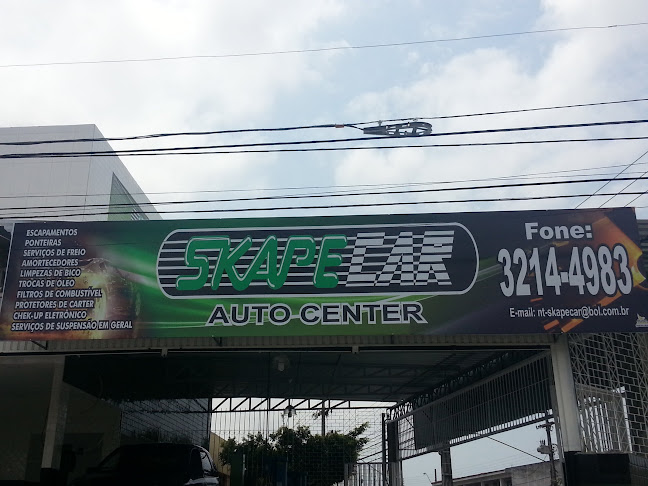 ESCAPAMENTOS
PONTEIRAS
SERVIÇOS DE FREIO
AMORTECEDORES
LIMPEZAS DE BICO
TROCAS DE OLEO
FILTROS DE COMBUSTÍVEL
PROTETORES DE CARTER
CHEK-UP ELETRÔNICO
SERVIÇOS DE SUSPENSÃO EM GERAL
SKAPECAR
AUTO CENTER
Fone:
3214-4983
E-mail: nt-skapecar@bol.com.br